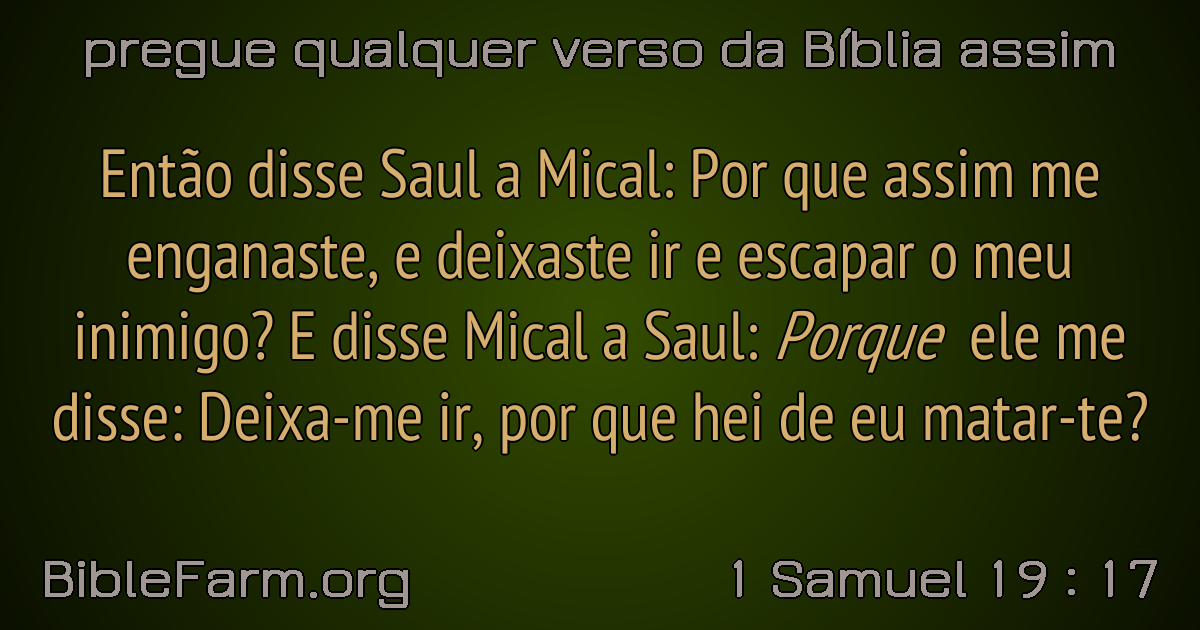 pregue qualquer verso da Bíblia assim
Então disse Saul a Mical: Por que assim me
enganaste, e deixaste ir e escapar o meu
inimigo? E disse Mical a Saul: Porque ele me
disse: Deixa-me ir, por que hei de eu matar-te?
BibleFarm.org
1 Samuel 19 : 17